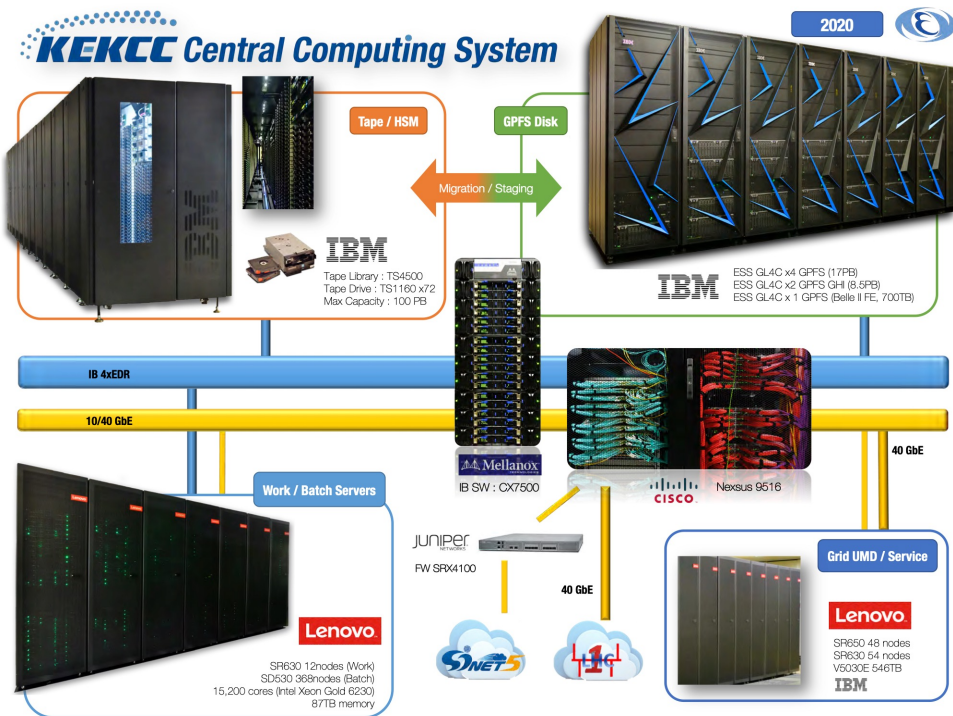 KEKCC Central Computing System
2020
Tape / HSM
GPFS Disk
Migration / Staging
IBM
IBM
Tape Library : TS4500
Tape Drive : TS1160 x72
Max Capacity : 100 PB
IBM
ESS GL4C x4 GPFS (17PB)
ESS GL4C x2 GPFS GHI (8.5PB)
ESS GL4C x 1 GPFS (Belle II FE, 700TB)
IB 4xEDR
10/40 GbE
40 GbE
Mellanox
IB SW : CX7500
CISCO
Nexsus 9516
Work / Batch Servers
Lenovo
Lenovo
SR630 12nodes (Work)
SD530 368nodes (Batch)
15,200 cores (Intel Xeon Gold 6230)
87TB memory
JUNIPER
NETWORKS
FW SRX4100
40 GbE
SINET5
Grid UMD / Service
Lenovo
SR650 48 nodes
SR630 54 nodes
V5030E 546TB
IBM